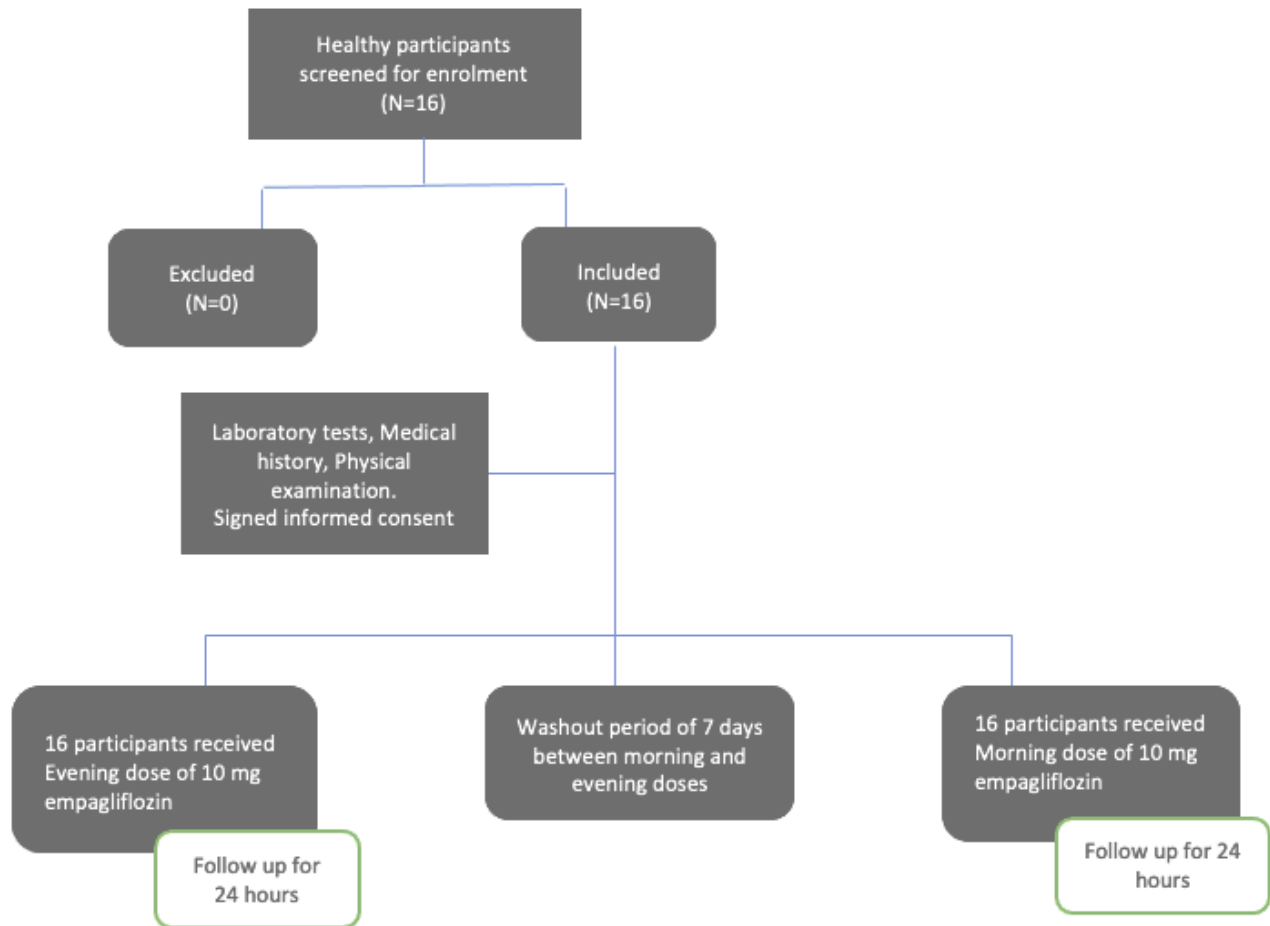 Healthy participants
screened for enrolment
(N=16)
Excluded
(N=0)
Included
(N=16)
Laboratory tests, Medical
history, Physical
examination.
Signed informed consent
16 participants received
Evening dose of 10 mg
empagliflozin
Follow up for
24 hours
Washout period of 7 days
between morning and
evening doses
16 participants received
Morning dose of 10 mg
empagliflozin
Follow up for 24
hours